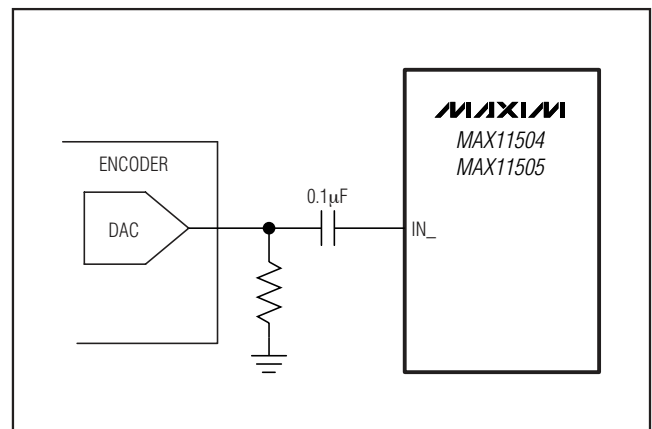 MAXIM
MAX11504
MAX11505
ENCODER
DAC
0.1μF
IN_